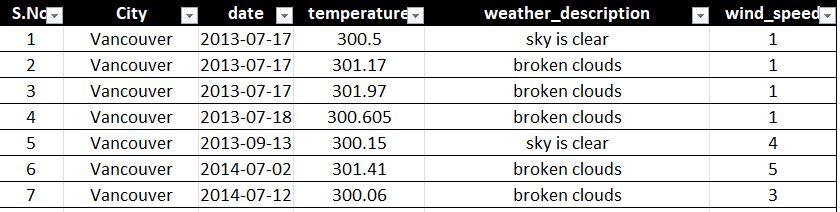 S.No City date temperature weather_description wind_speed
1 Vancouver 2013-07-17 300.5 sky is clear 1
2 Vancouver 2013-07-17 301.17 broken clouds 1
3 Vancouver 2013-07-17 301.97 broken clouds 1
4 Vancouver 2013-07-18 300.605 broken clouds 1
5 Vancouver 2013-09-13 300.15 sky is clear 4
6 Vancouver 2014-07-02 301.41 broken clouds 5
7 Vancouver 2014-07-12 300.06 broken clouds 3